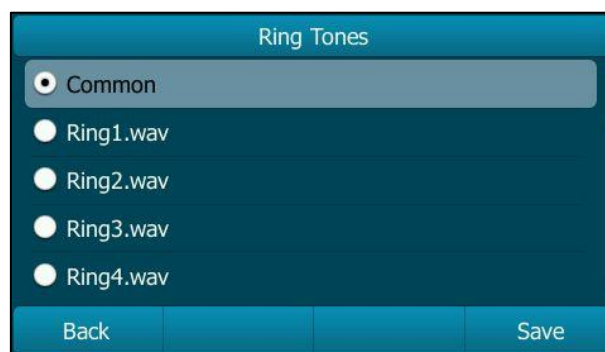 Ring Tones
Common
Ring1.wav
Ring2.wav
Ring3.wav
Ring4.wav
Back Save